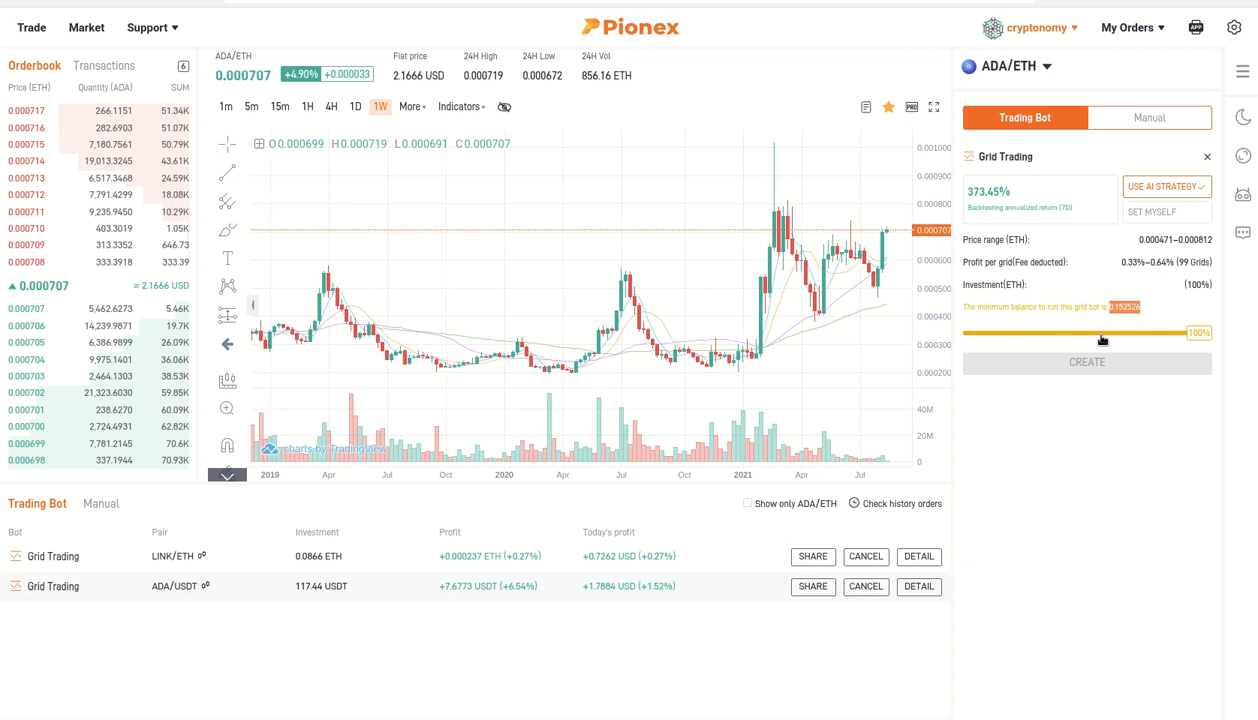 Trade Market Support
Pionex
cryptonomy My Orders APP
Orderbook Transactions 6
Price (ETH) Quantity (ADA) SUM
0.000717 266.1151 51.34K
0.000716 282.6903 51.07K
0.000715 7,180.7561 50.79K
0.000714 19,013.3245 43.61K
0.000713 6,517.3468 24.59K
0.000712 7,791.4299 18.08K
0.000711 9,235.9450 10.29K
0.000710 403.3019 1.05K
0.000709 313.3352 646.73
0.000708 333.3918 333.39
0.000707 = 2.1666 USD
0.000707 5,462.6273 5.46K
0.000706 14,239.9871 19.7K
0.000705 6,386.9899 26.09K
0.000704 9,975.1401 36.06K
0.000703 2,464.1303 38.53K
0.000702 21,323.6030 59.85K
0.000701 238.6270 60.09K
0.000700 2,724.4931 62.82K
0.000699 7,781.2145 70.6K
0.000698 337.1944 70.93K
ADA/ETH Fiat price 24H High 24H Low 24H Vol
0.000707 +4.90% +0.000033 2.1666 USD 0.000719 0.000672 856.16 ETH
1m 5m 15m 1H 4H 1D 1W More Indicators PRO
O0.000699 H0.000719 L0.000691 C0.000707
0.001000
0.000900
0.000800
0.000707
0.000600
0.000500
0.000400
0.000300
0.000200
40M
20M
0
charts by TradingView
2019 Apr Jul Oct 2020 Apr Jul Oct 2021 Apr Jul
ADA/ETH
Trading Bot Manual
Grid Trading
373.45%
Backtesting annualized return (7D)
USE AI STRATEGY
SET MYSELF
Price range (ETH): 0.000471–0.000812
Profit per grid(Fee deducted): 0.33%–0.64% (99 Grids)
Investment(ETH): (100%)
The minimum balance to run this grid bot is 0.152526
100%
CREATE
Trading Bot Manual Show only ADA/ETH Check history orders
Bot Pair Investment Profit Today's profit
Grid Trading LINK/ETH 0.0866 ETH +0.000237 ETH (+0.27%) +0.7262 USD (+0.27%) SHARE CANCEL DETAIL
Grid Trading ADA/USDT 117.44 USDT +7.6773 USDT (+6.54%) +1.7884 USD (+1.52%) SHARE CANCEL DETAIL